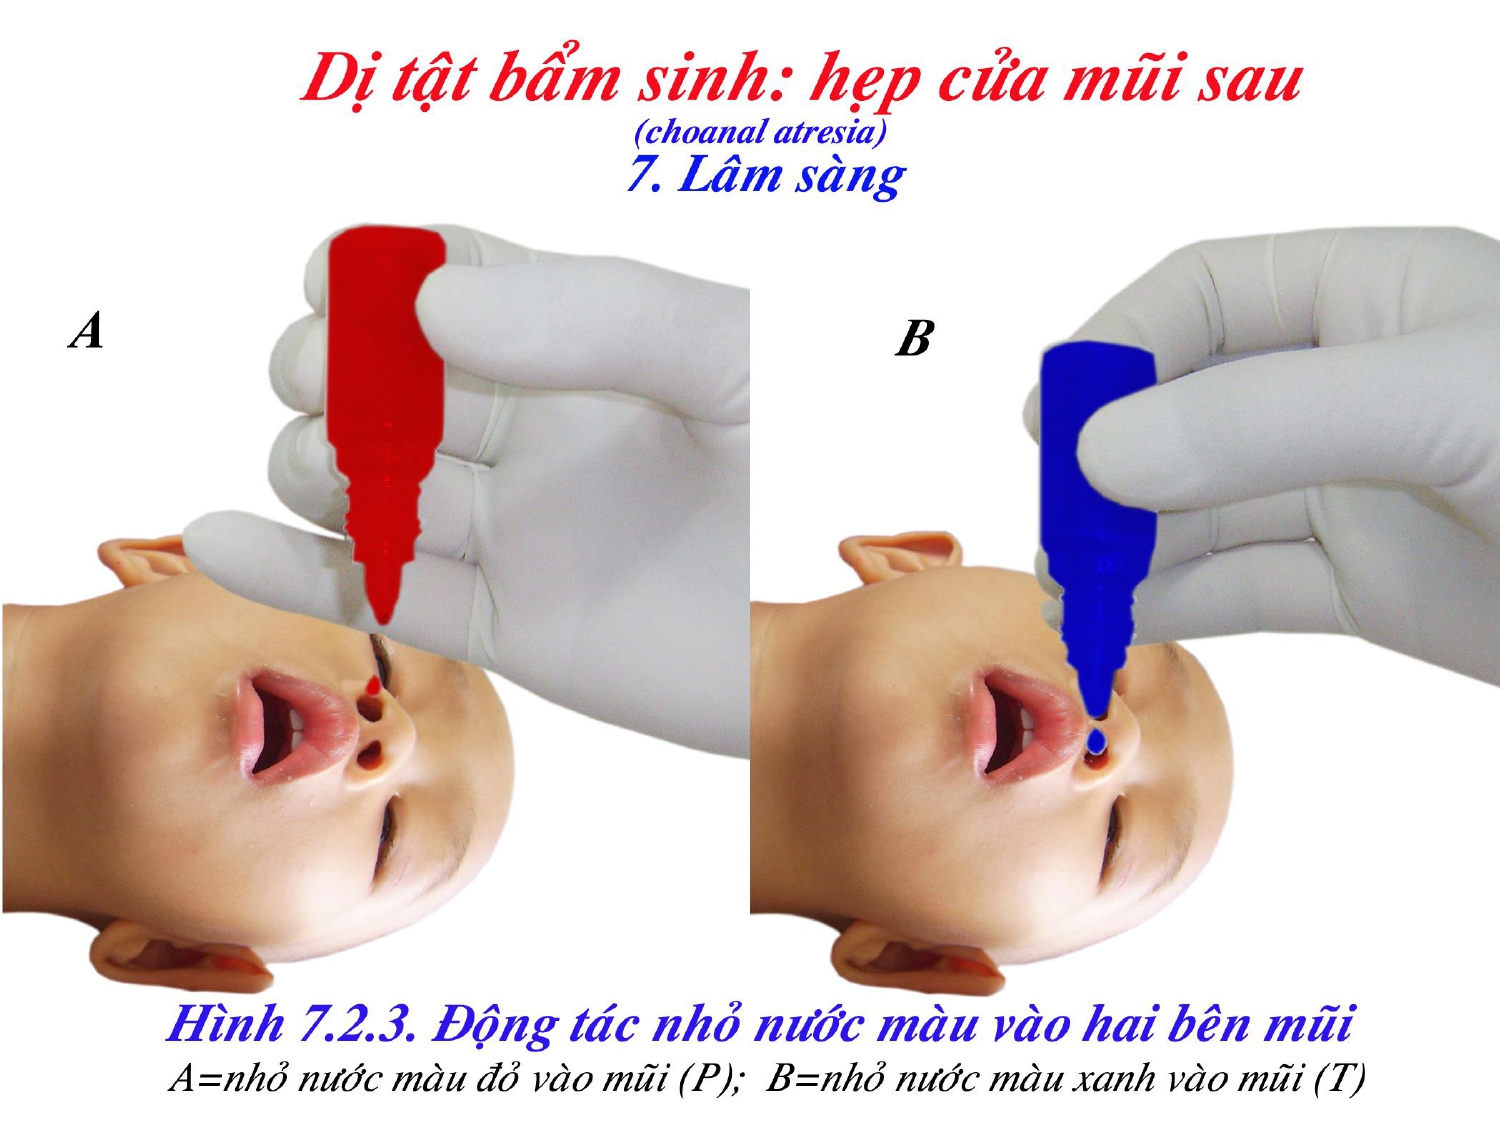 Dị tật bẩm sinh: hẹp cửa mũi sau
(choanal atresia)
7. Lâm sàng
A
B
Hình 7.2.3. Động tác nhỏ nước màu vào hai bên mũi
A=nhỏ nước màu đỏ vào mũi (P); B=nhỏ nước màu xanh vào mũi (T)